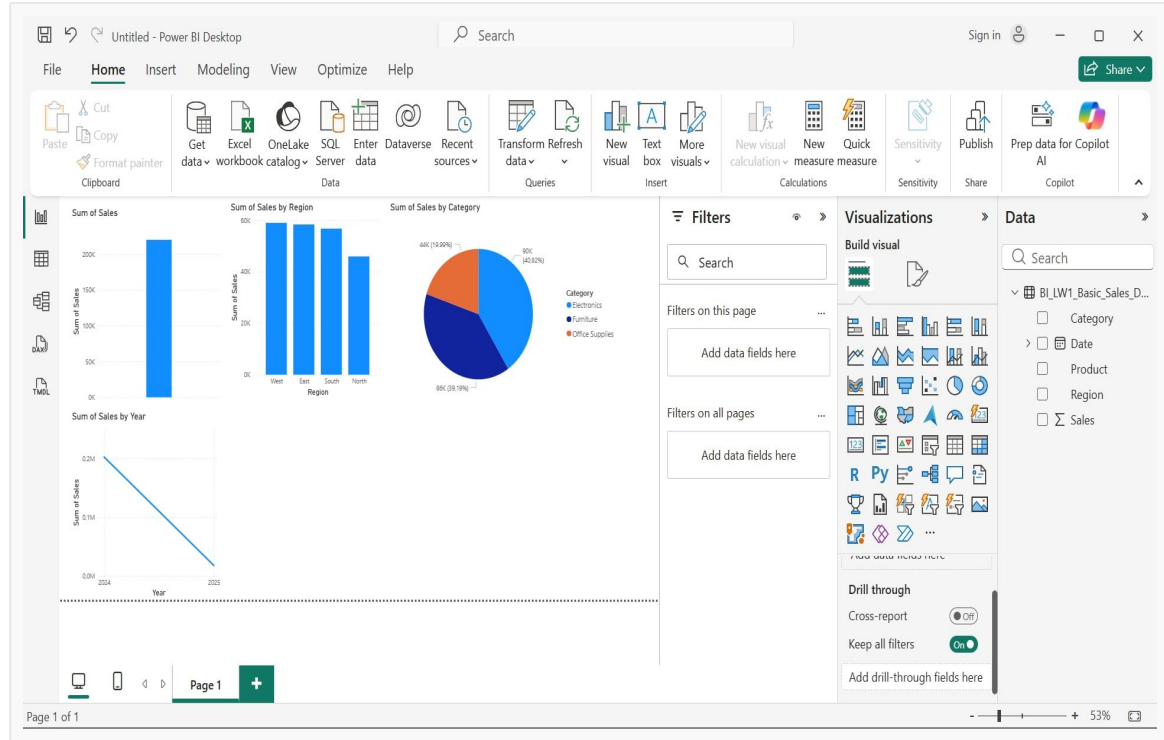 Untitled - Power BI Desktop
Search
Sign in
File Home Insert Modeling View Optimize Help
Share
Paste
Cut
Copy
Format painter
Clipboard
Get data
Excel workbook
OneLake catalog
SQL Server
Enter data
Dataverse
Recent sources
Data
Transform data
Refresh
Queries
New visual
Text box
More visuals
Insert
New visual calculation
New measure
Quick measure
Calculations
Sensitivity
Sensitivity
Publish
Share
Prep data for AI
Copilot
Copilot
DAX
TMDL
Sum of Sales
Sum of Sales
200K
150K
100K
50K
0K
Sum of Sales by Region
Sum of Sales
60K
40K
20K
0K
West East South North
Region
Sum of Sales by Category
44K (19.99%)
90K
(40.82%)
86K (39.19%)
Category
Electronics
Furniture
Office Supplies
Sum of Sales by Year
Sum of Sales
0.2M
0.1M
0.0M
2024 2025
Year
Filters
Search
Filters on this page ...
Add data fields here
Filters on all pages ...
Add data fields here
Visualizations
Build visual
123
R Py
...
Add data fields here
Drill through
Cross-report Off
Keep all filters On
Add drill-through fields here
Data
Search
BI_LW1_Basic_Sales_D...
Category
Date
Product
Region
Σ Sales
Page 1
+
Page 1 of 1
- + 53%